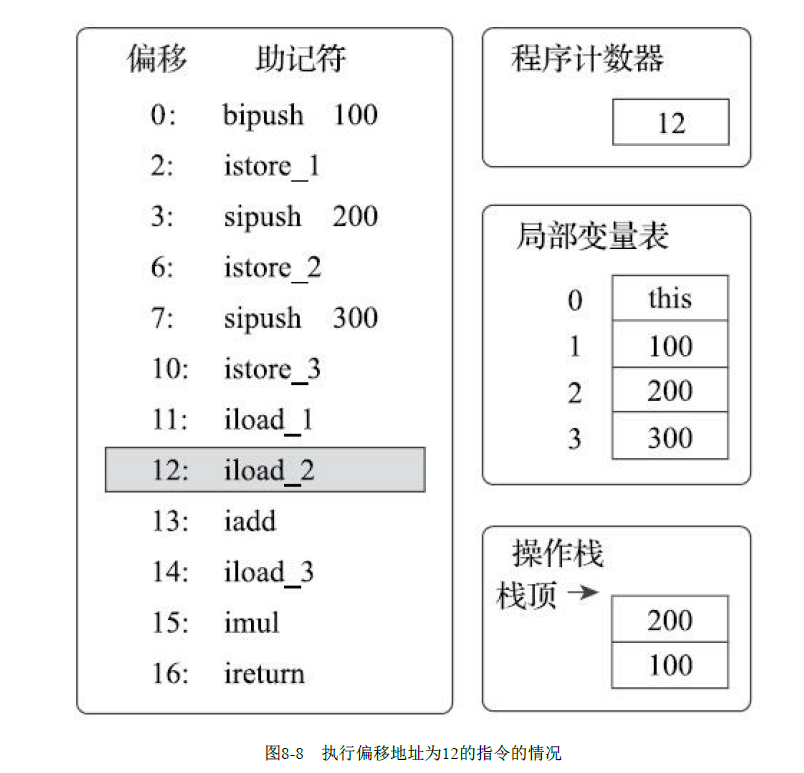 偏移 助记符
0: bipush 100
2: istore_1
3: sipush 200
6: istore_2
7: sipush 300
10: istore_3
11: iload_1
12: iload_2
13: iadd
14: iload_3
15: imul
16: ireturn
程序计数器
12
局部变量表
0 this
1 100
2 200
3 300
操作栈
栈顶
200
100
图8-8 执行偏移地址为12的指令的情况